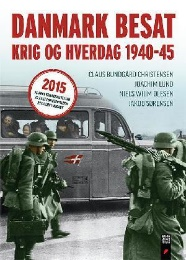 DANMARK BESAT
KRIG OG HVERDAG 1940-45
CLAUS BUNDGÅRD CHRISTENSEN
JOACHIM LUND
NIELS WIUM OLESEN
JAKOB SØRENSEN
2015